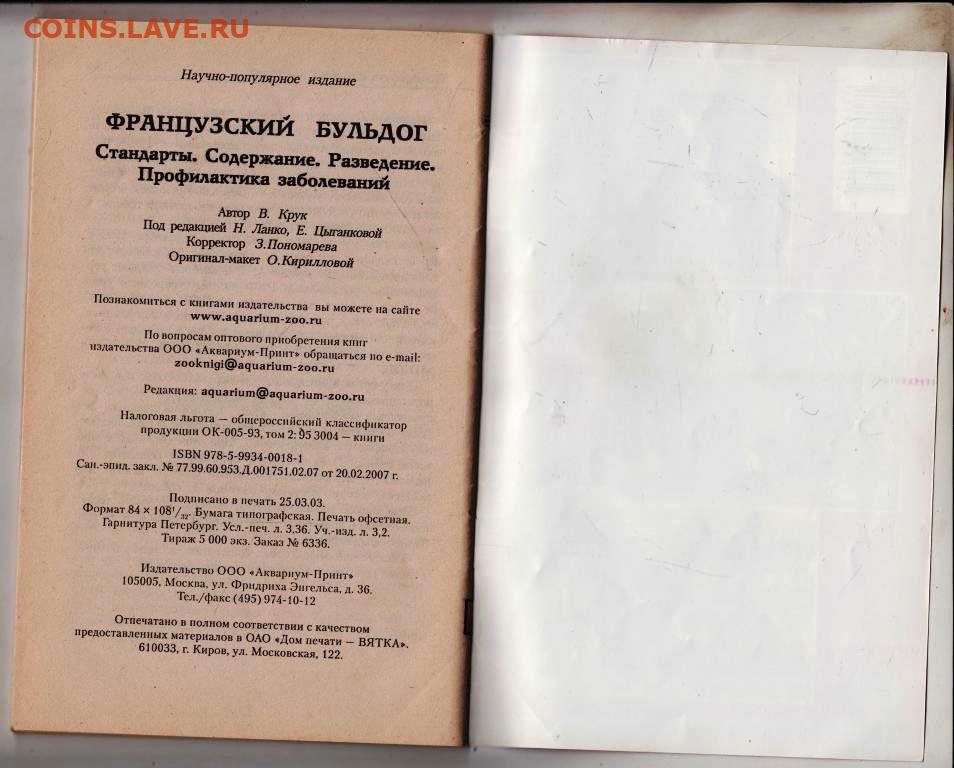 COINS.LAVE.RU
Научно-популярное издание
ФРАНЦУЗСКИЙ БУЛЬДОГ
Стандарты. Содержание. Разведение.
Профилактика заболеваний
Автор В. Крук
Под редакцией Н. Ланко, Е. Цыганковой
Корректор З.Пономарева
Оригинал-макет О.Кирилловой
Познакомиться с книгами издательства вы можете на сайте
www.aquarium-zoo.ru
По вопросам оптового приобретения книг
издательства ООО «Аквариум-Принт» обращаться по e-mail:
zooknigi@aquarium-zoo.ru
Редакция: aquarium@aquarium-zoo.ru
Налоговая льгота — общероссийский классификатор
продукции ОК-005-93, том 2: 95 3004 — книги
ISBN 978-5-9934-0018-1
Сан.-эпид. закл. № 77.99.60.953.Д.001751.02.07 от 20.02.2007 г.
Подписано в печать 25.03.03.
Формат 84 × 108 1/32. Бумага типографская. Печать офсетная.
Гарнитура Петербург. Усл.-печ. л. 3,36. Уч.-изд. л. 3,2.
Тираж 5 000 экз. Заказ № 6336.
Издательство ООО «Аквариум-Принт»
105005, Москва, ул. Фридриха Энгельса, д. 36.
Тел./факс (495) 974-10-12
Отпечатано в полном соответствии с качеством
предоставленных материалов в ОАО «Дом печати — ВЯТКА».
610033, г. Киров, ул. Московская, 122.